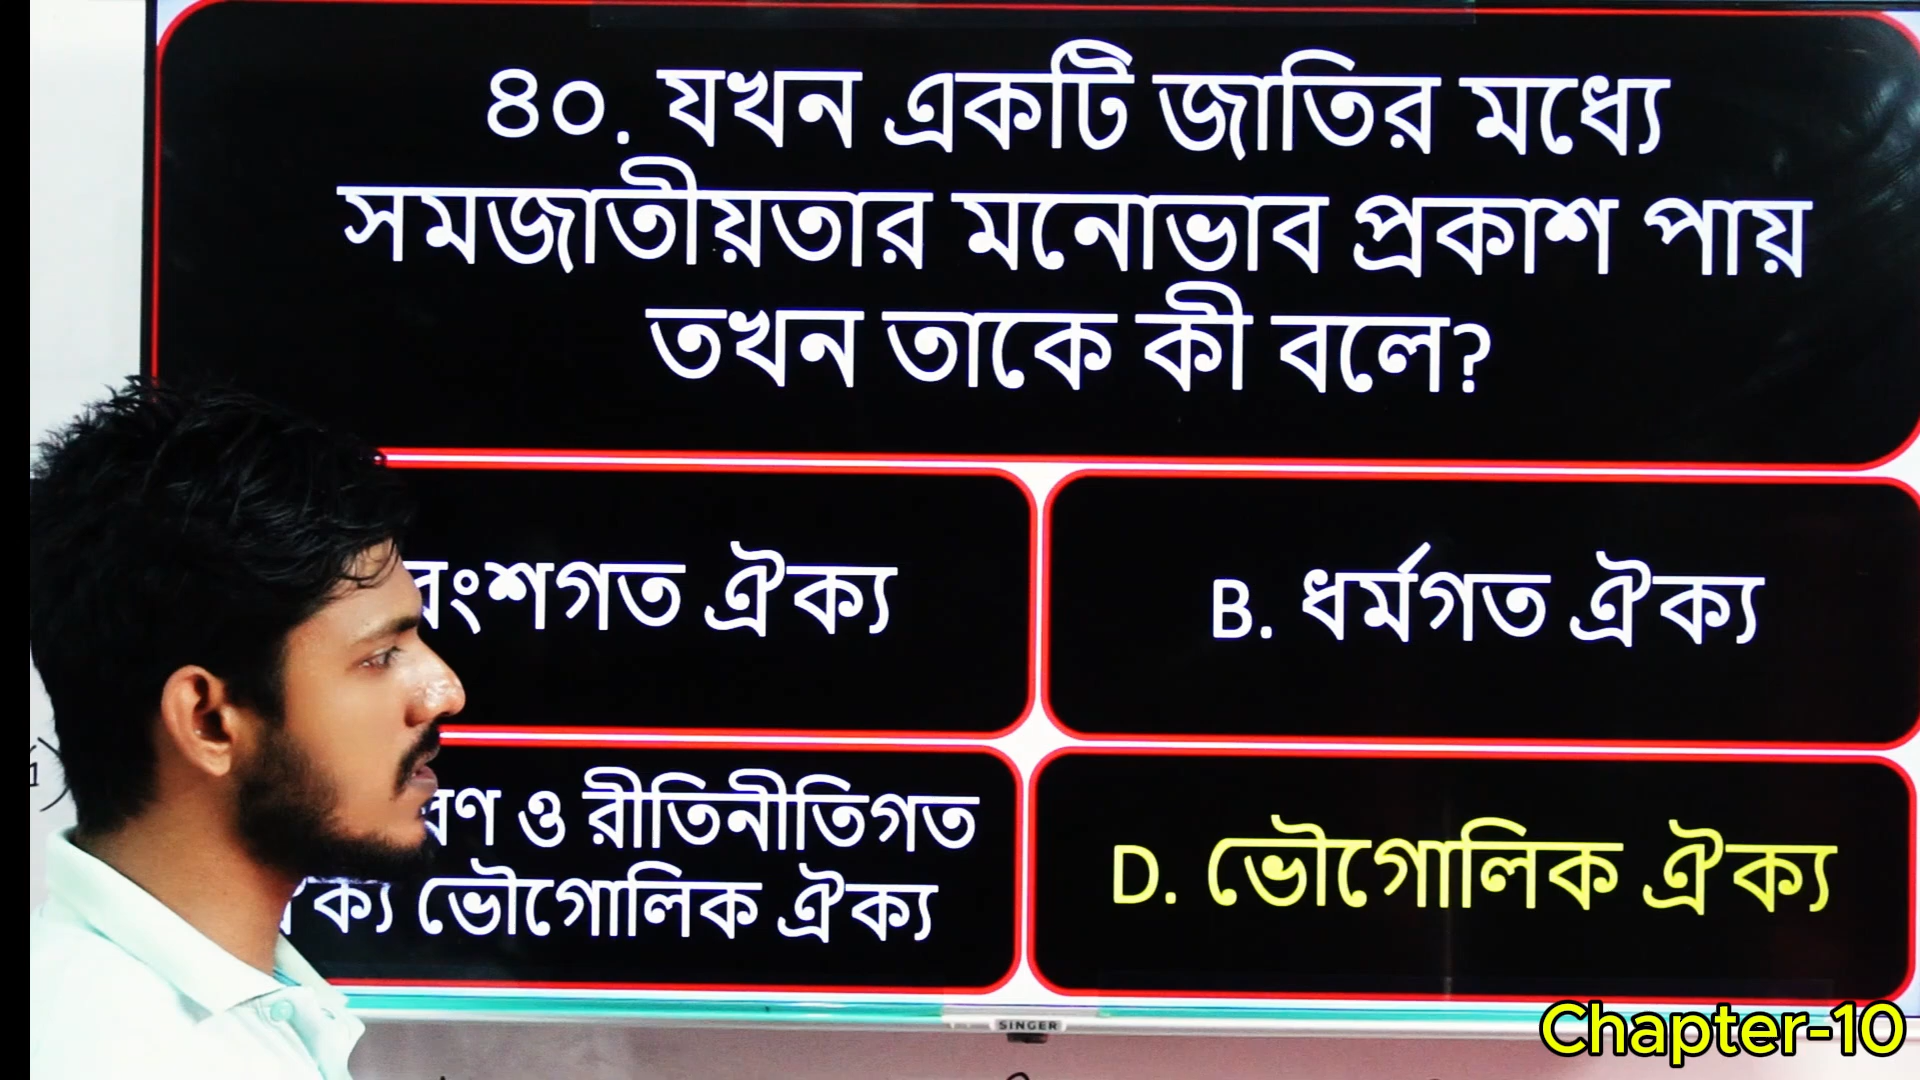 ৪০. যখন একটি জাতির মধ্যে
সমজাতীয়তার মনোভাব প্রকাশ পায়
তখন তাকে কী বলে?
বংশগত ঐক্য
B. ধর্মগত ঐক্য
ও রীতিনীতিগত
ঐক্য ভৌগোলিক ঐক্য
D. ভৌগোলিক ঐক্য
SINGER
Chapter-10